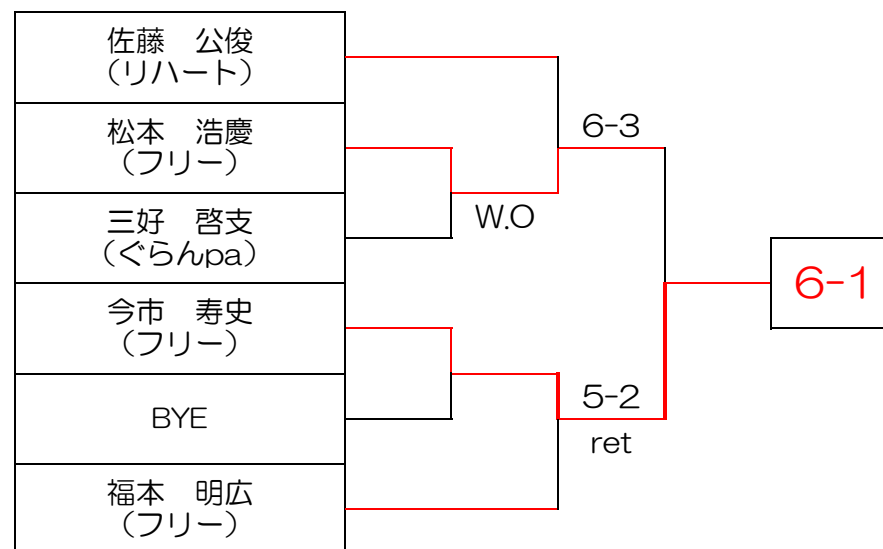 佐藤　公俊
（リハート）
松本　浩慶
（フリー）
三好　啓支
（ぐらんpa）
今市　寿史
（フリー）
BYE
福本　明広
（フリー）
6-3
W.O
5-2
ret
6-1